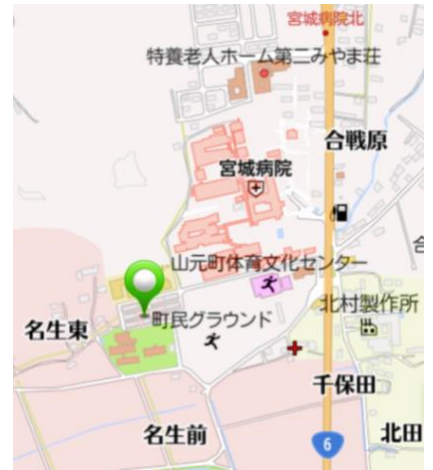 宮城病院北
特養老人ホーム第二みやま荘
合戦原
宮城病院
山元町体育文化センター
北村製作所
町民グラウンド
名生東
千保田
名生前
6
北田
合